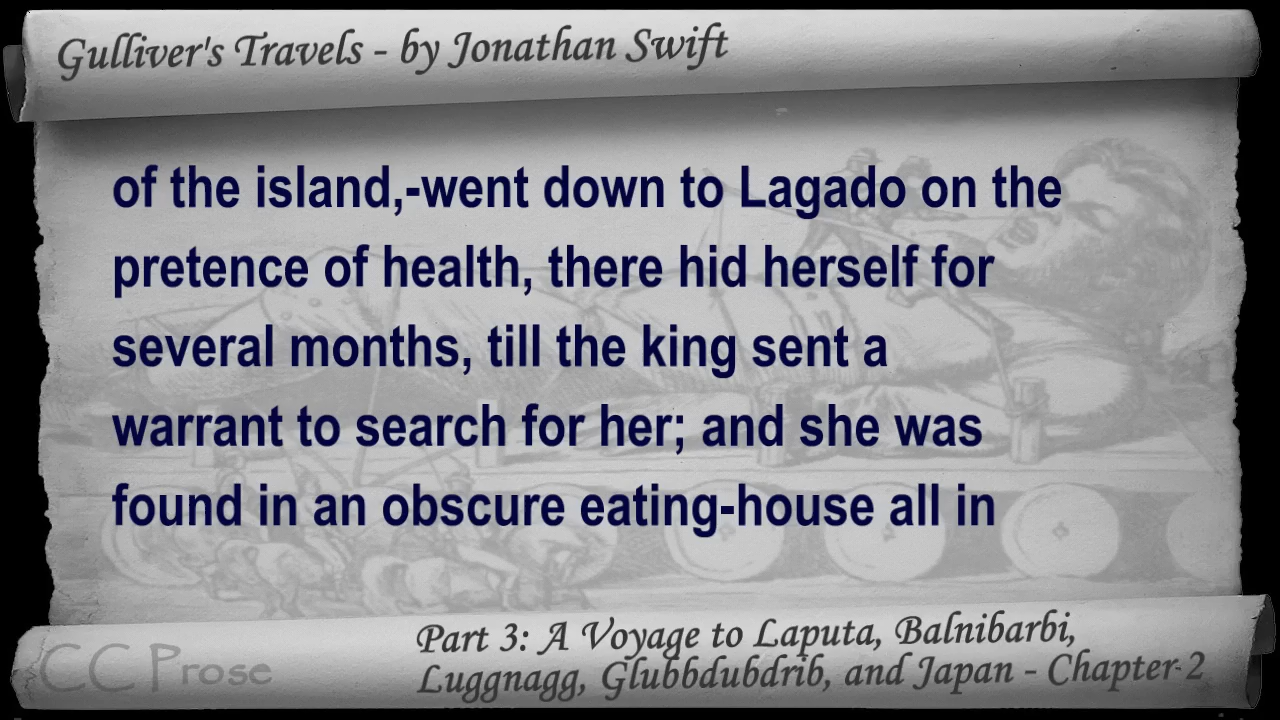 Gulliver's Travels - by Jonathan Swift
of the island,-went down to Lagado on the
pretence of health, there hid herself for
several months, till the king sent a
warrant to search for her; and she was
found in an obscure eating-house all in
Part 3: A Voyage to Laputa, Balnibarbi,
Luggnagg, Glubbdubdrib, and Japan - Chapter 2
CC Prose